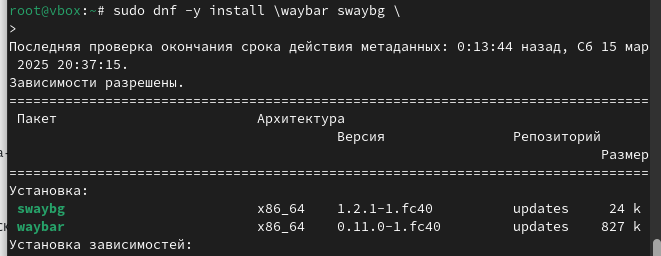 root@vbox:~# sudo dnf -y install \waybar swaybg \
>
Последняя проверка окончания срока действия метаданных: 0:13:44 назад, Сб 15 мар
2025 20:37:15.
Зависимости разрешены.
================================================================================
Пакет Архитектура
Версия Репозиторий
Размер
================================================================================
Установка:
swaybg x86_64 1.2.1-1.fc40 updates 24 k
waybar x86_64 0.11.0-1.fc40 updates 827 k
Установка зависимостей: